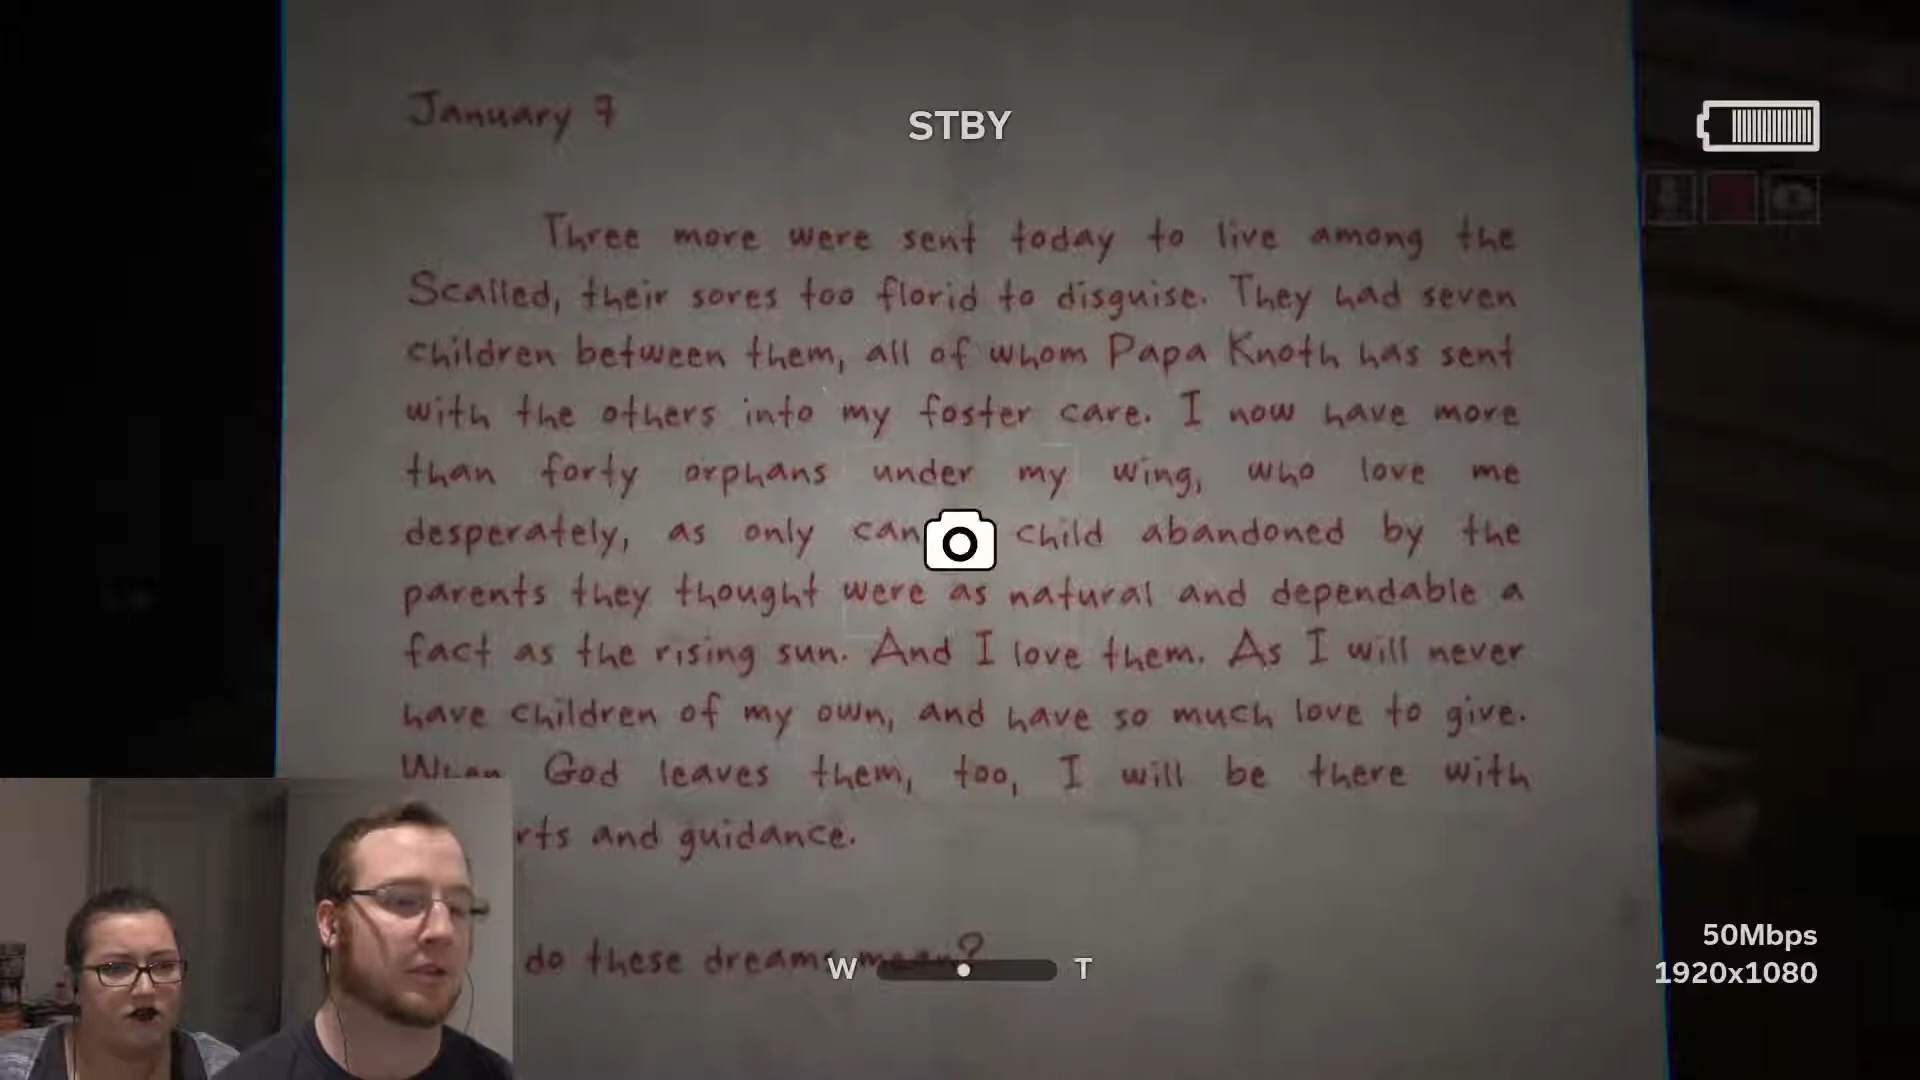 January 7
STBY
Three more were sent today to live among the
Scalled, their sores too florid to disguise. They had seven
children between them, all of whom Papa Knoth has sent
with the others into my foster care. I now have more
than forty orphans under my wing, who love me
desperately, as only can child abandoned by the
parents they thought were as natural and dependable a
fact as the rising sun. And I love them. As I will never
have children of my own, and have so much love to give.
When God leaves them, too, I will be there with
rts and guidance.
do these dreams mean?
W T
50Mbps
1920x1080